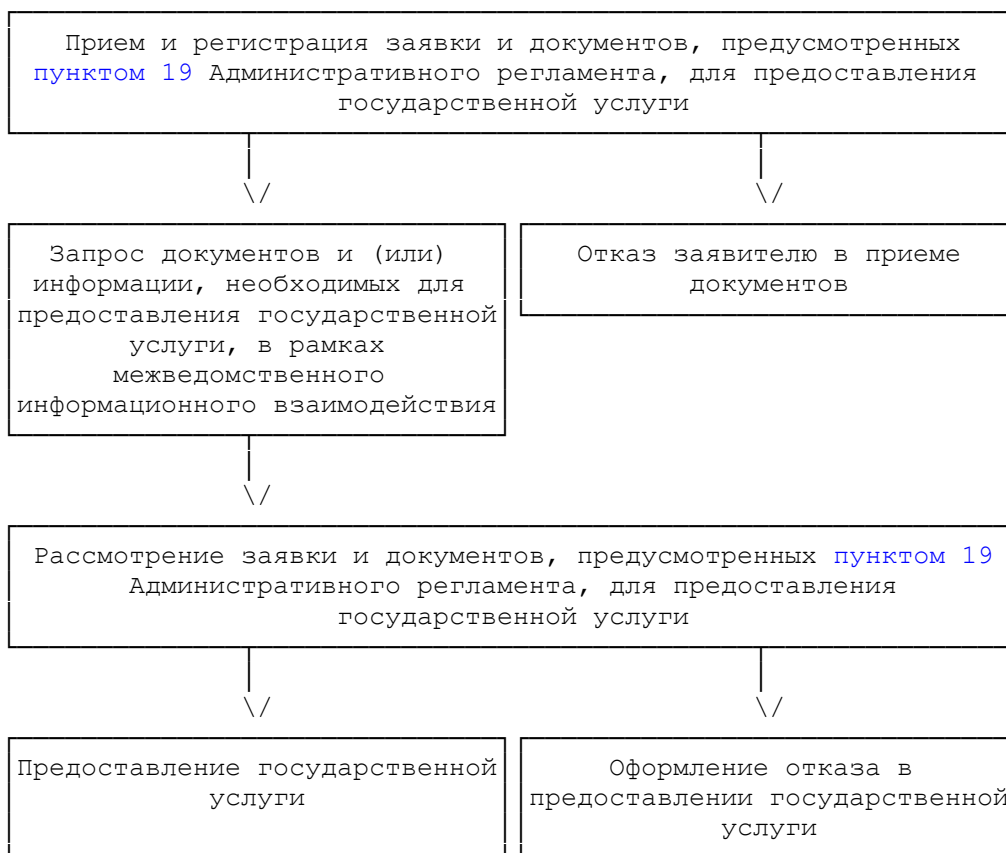 Прием и регистрация заявки и документов, предусмотренных
пунктом 19 Административного регламента, для предоставления
государственной услуги
Запрос документов и (или)
информации, необходимых для
предоставления государственной
услуги, в рамках
межведомственного
информационного взаимодействия
Отказ заявителю в приеме
документов
Рассмотрение заявки и документов, предусмотренных пунктом 19
Административного регламента, для предоставления
государственной услуги
Предоставление государственной
услуги
Оформление отказа в
предоставлении государственной
услуги